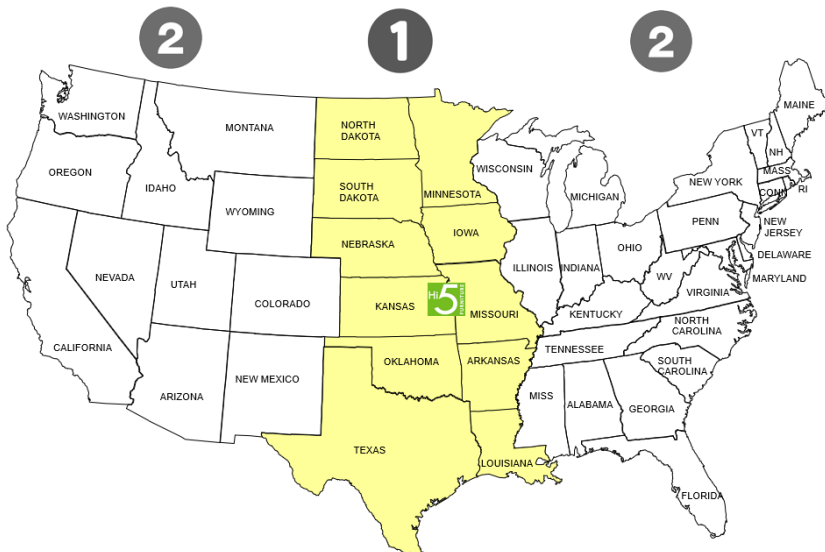 2
1
2
WASHINGTON
MONTANA
NORTH
DAKOTA
MINNESOTA
WISCONSIN
MICHIGAN
NEW YORK
VT
NH
MAINE
MASS
CONN
RI
OREGON
IDAHO
WYOMING
SOUTH
DAKOTA
IOWA
NEBRASKA
ILLINOIS
INDIANA
OHIO
PENN
NEW
JERSEY
DELAWARE
MARYLAND
WV
VIRGINIA
NEVADA
UTAH
COLORADO
KANSAS
Hi
5
FURNITURE
MISSOURI
KENTUCKY
NORTH
CAROLINA
TENNESSEE
SOUTH
CAROLINA
CALIFORNIA
ARIZONA
NEW MEXICO
OKLAHOMA
ARKANSAS
MISS
ALABAMA
GEORGIA
TEXAS
LOUISIANA
FLORIDA